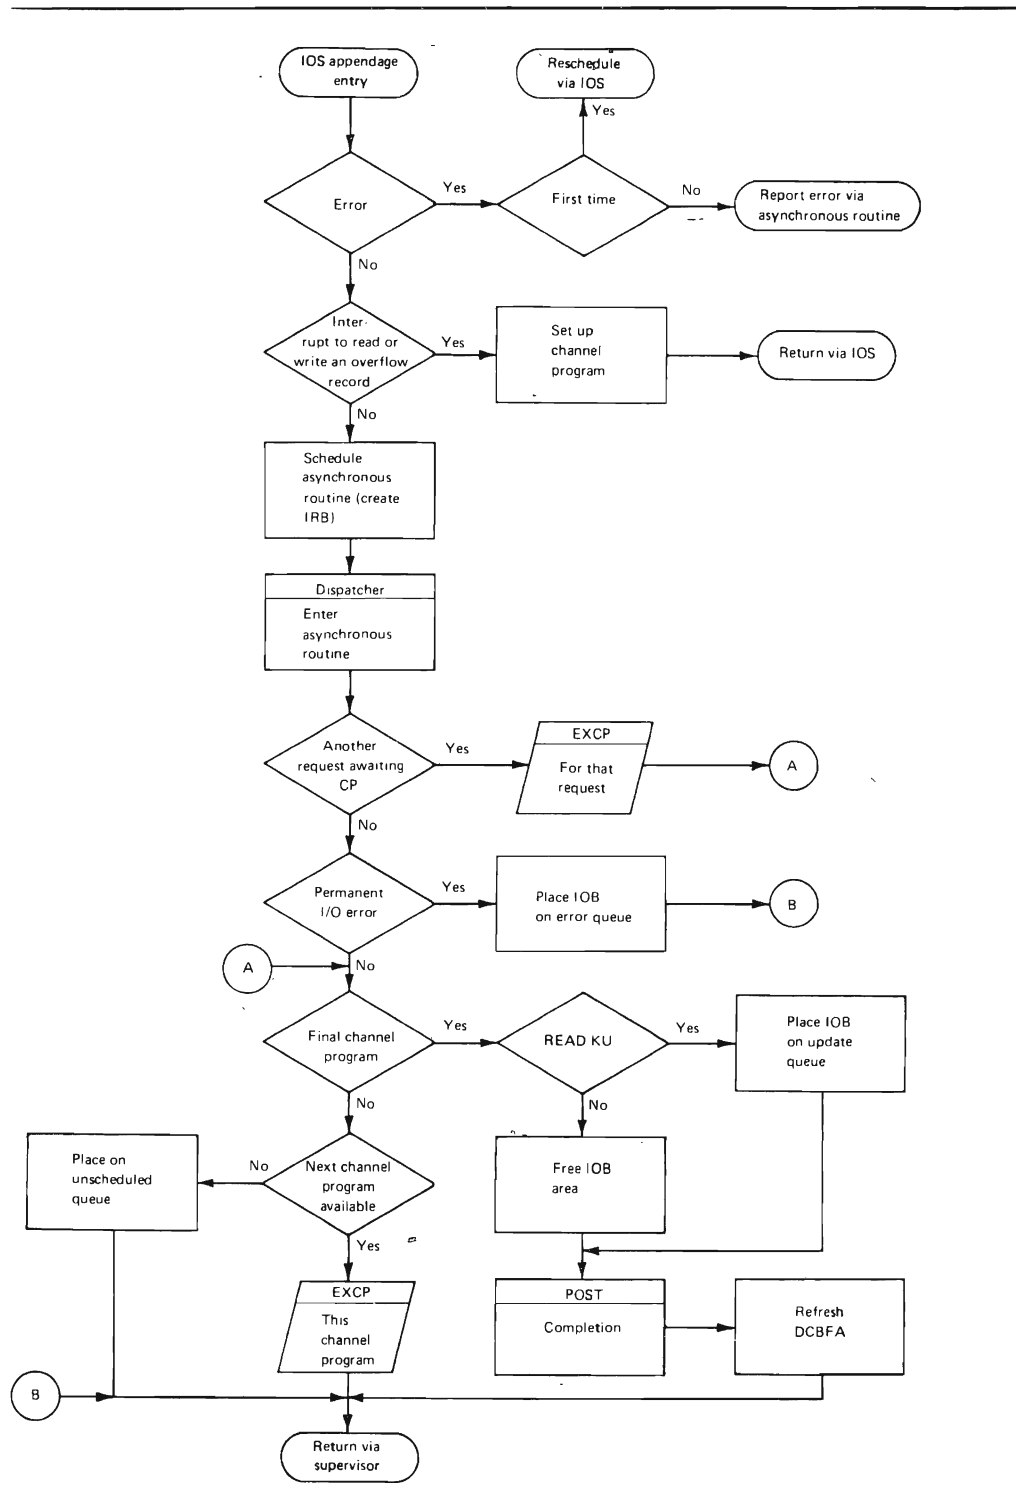 IOS appendage
entry
Reschedule
via IOS
Yes
Error
Yes
First time
No
Report error via
asynchronous routine
No
Inter-
rupt to read or
write an overflow
record
Yes
Set up
channel
program
Return via IOS
No
Schedule
asynchronous
routine (create
IRB)
Dispatcher
Enter
asynchronous
routine
Another
request awaiting
CP
Yes
EXCP
For that
request
A
No
Permanent
I/O error
Yes
Place IOB
on error queue
B
A
No
Final channel
program
Yes
READ KU
Yes
Place IOB
on update
queue
No
No
Place on
unscheduled
queue
No
Next channel
program
available
Free IOB
area
Yes
EXCP
This
channel
program
POST
Completion
Refresh
DCBFA
B
Return via
supervisor